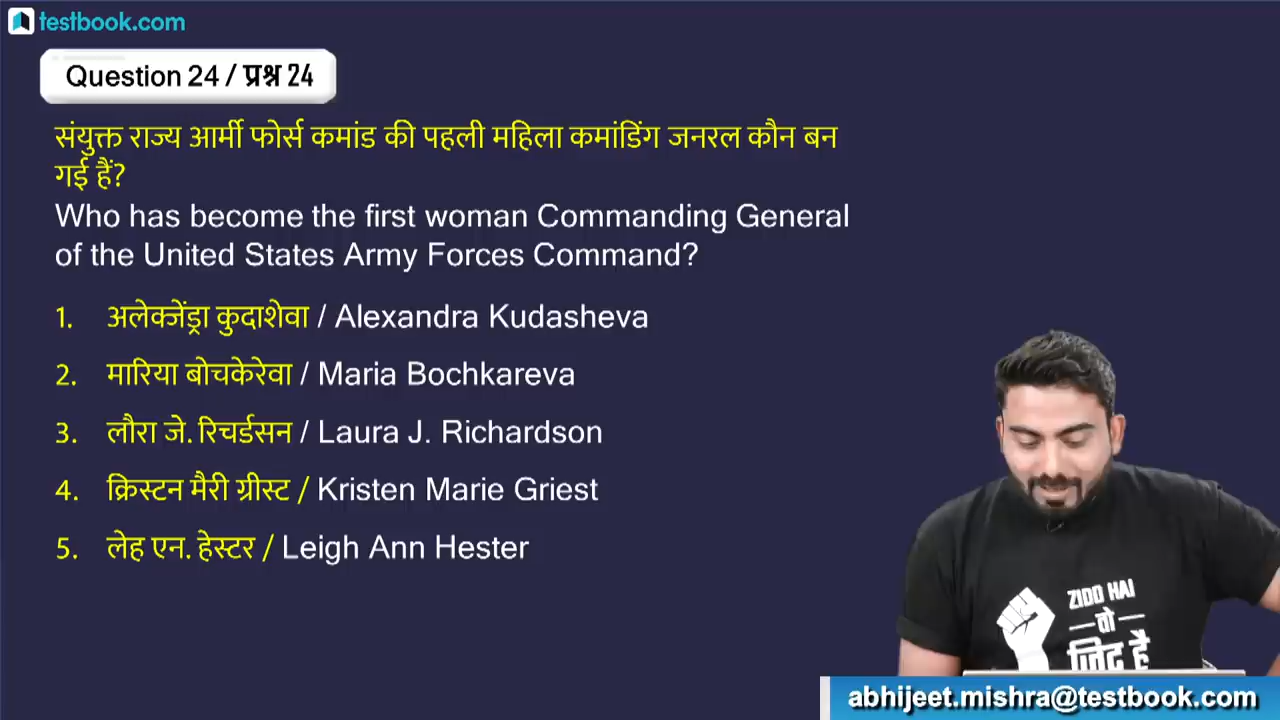 testbook.com
Question 24 / प्रश्न 24
संयुक्त राज्य आर्मी फोर्स कमांड की पहली महिला कमांडिंग जनरल कौन बन
गई हैं?
Who has become the first woman Commanding General
of the United States Army Forces Command?
1. अलेक्जेंड्रा कुदाशेवा / Alexandra Kudasheva
2. मारिया बोचकेरेवा / Maria Bochkareva
3. लौरा जे. रिचर्डसन / Laura J. Richardson
4. क्रिस्टन मैरी ग्रीस्ट / Kristen Marie Griest
5. लेह एन. हेस्टर / Leigh Ann Hester
ZIDD HAI
वो
ज़िद है
abhijeet.mishra@testbook.com